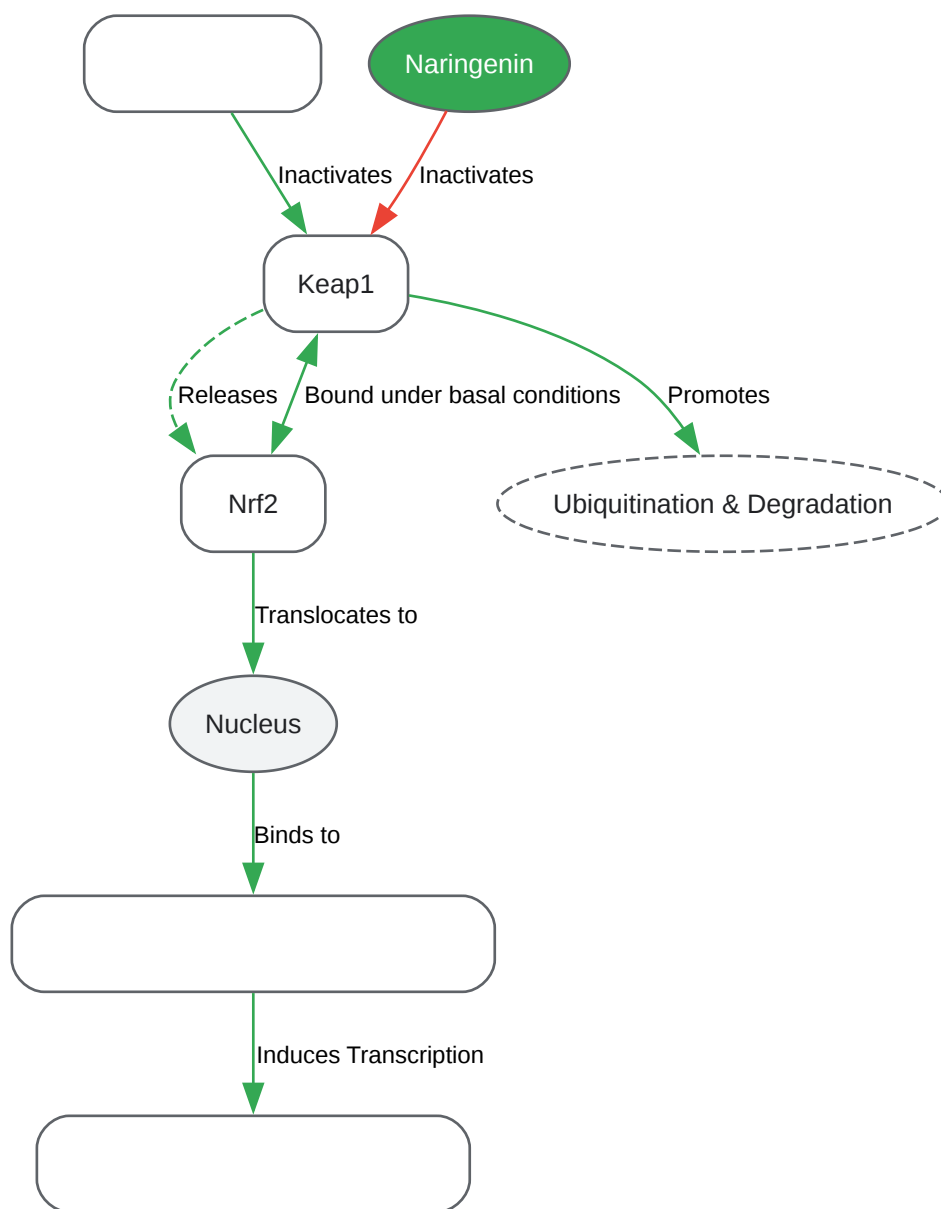 Naringenin
Inactivates
Inactivates
Keap1
Releases
Bound under basal conditions
Promotes
Nrf2
Ubiquitination & Degradation
Translocates to
Nucleus
Binds to
Induces Transcription